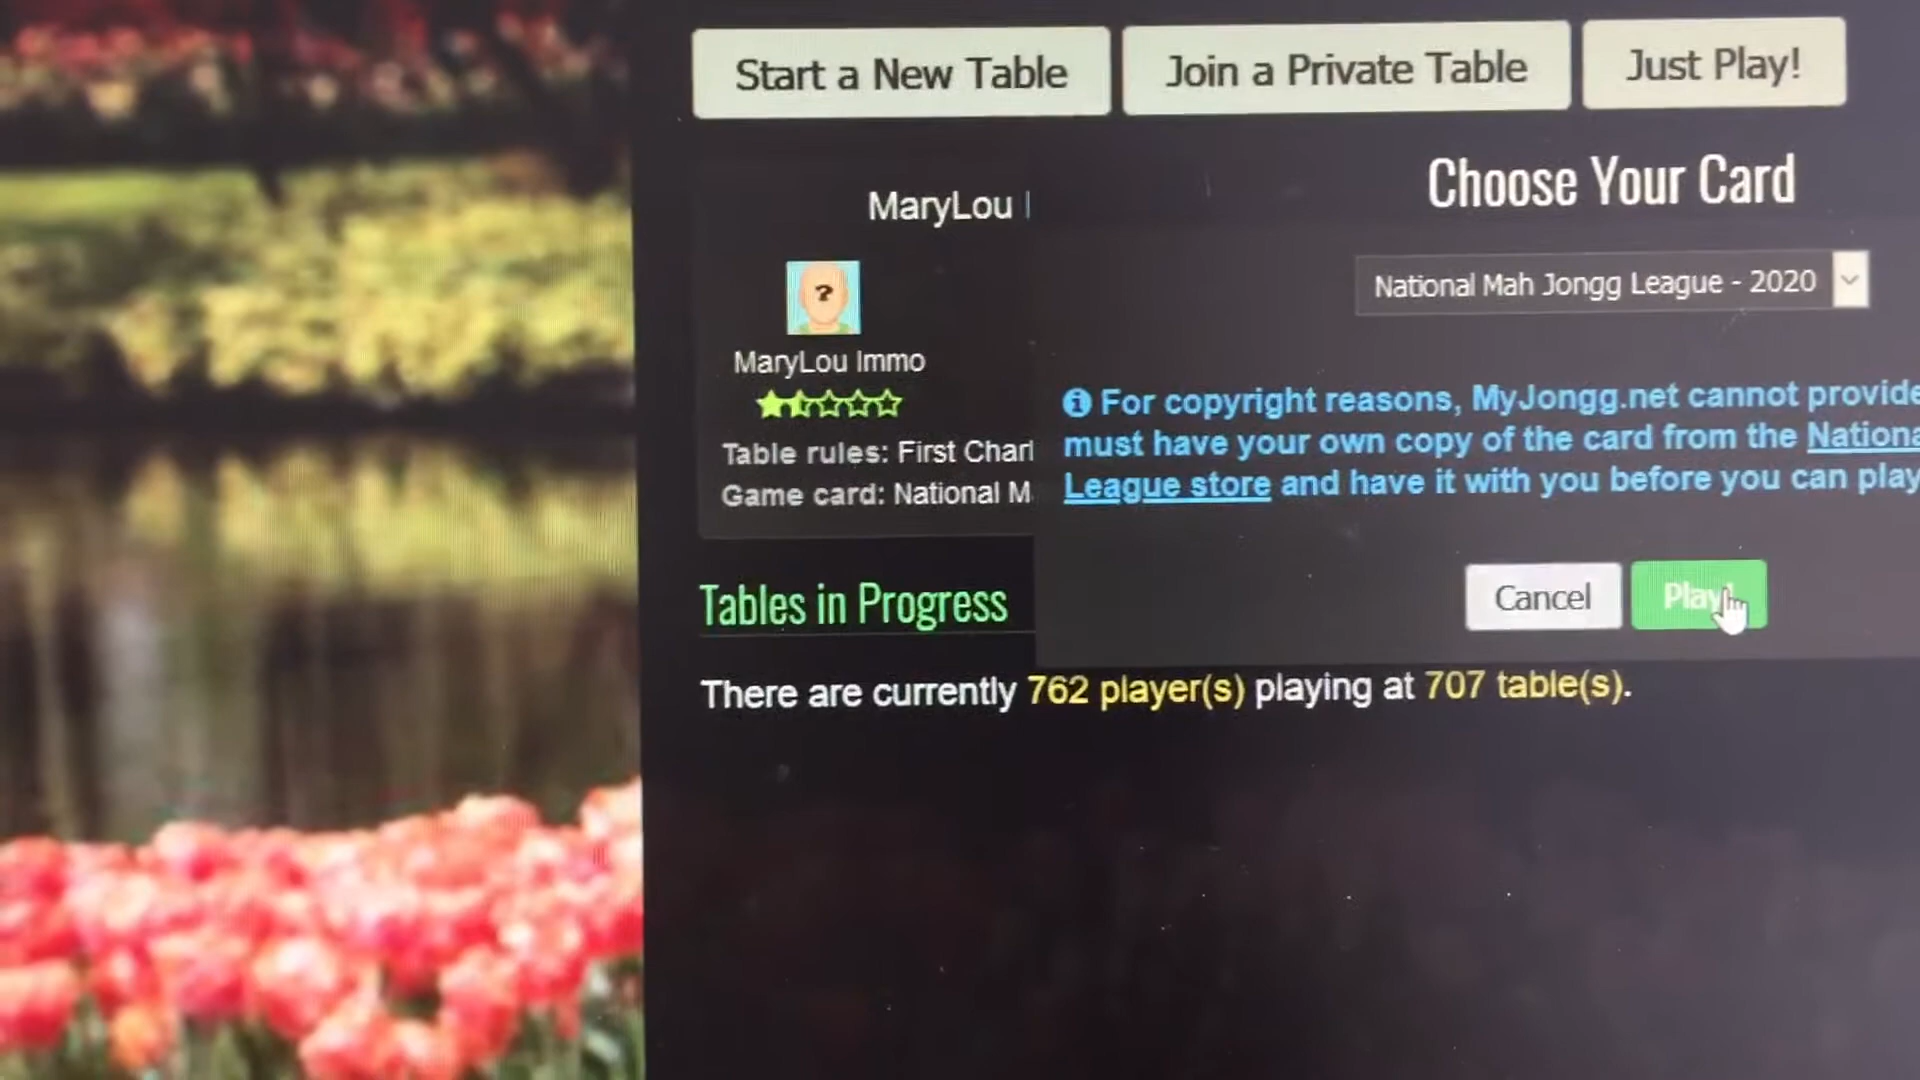 Start a New Table
Join a Private Table
Just Play!
Choose Your Card
MaryLou
National Mah Jongg League - 2020
?
MaryLou Immo
For copyright reasons, MyJongg.net cannot provide
must have your own copy of the card from the
League store and have it with you before you can play
Table rules: First
Game card: National
Cancel
Tables in Progress
There are currently 762 player(s) playing at 707 table(s).